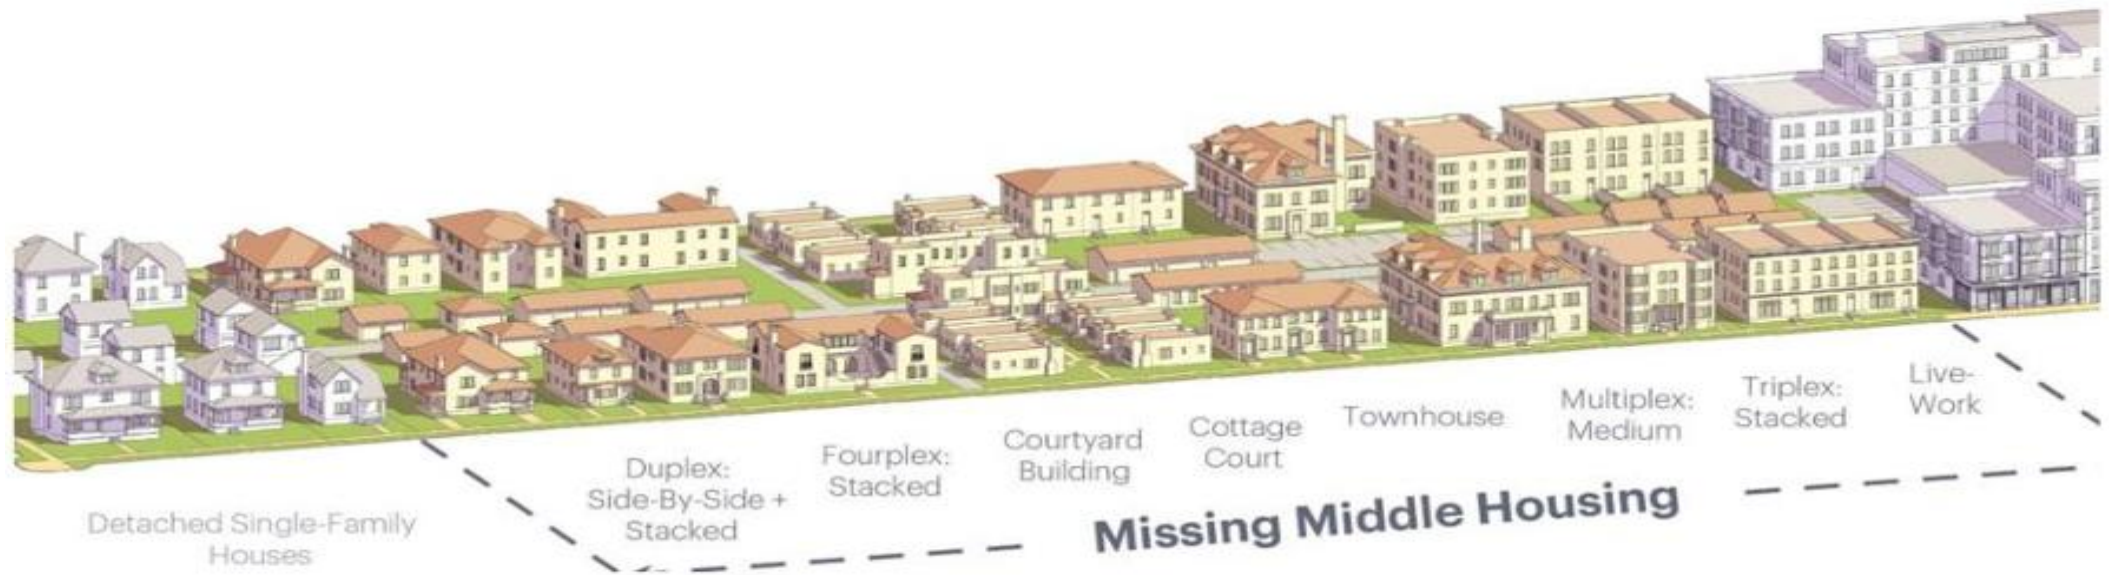 Detached Single-Family
Houses
Duplex:
Side-By-Side +
Stacked
Fourplex:
Stacked
Courtyard
Building
Cottage
Court
Townhouse
Multiplex:
Medium
Triplex:
Stacked
Live-
Work
Missing Middle Housing